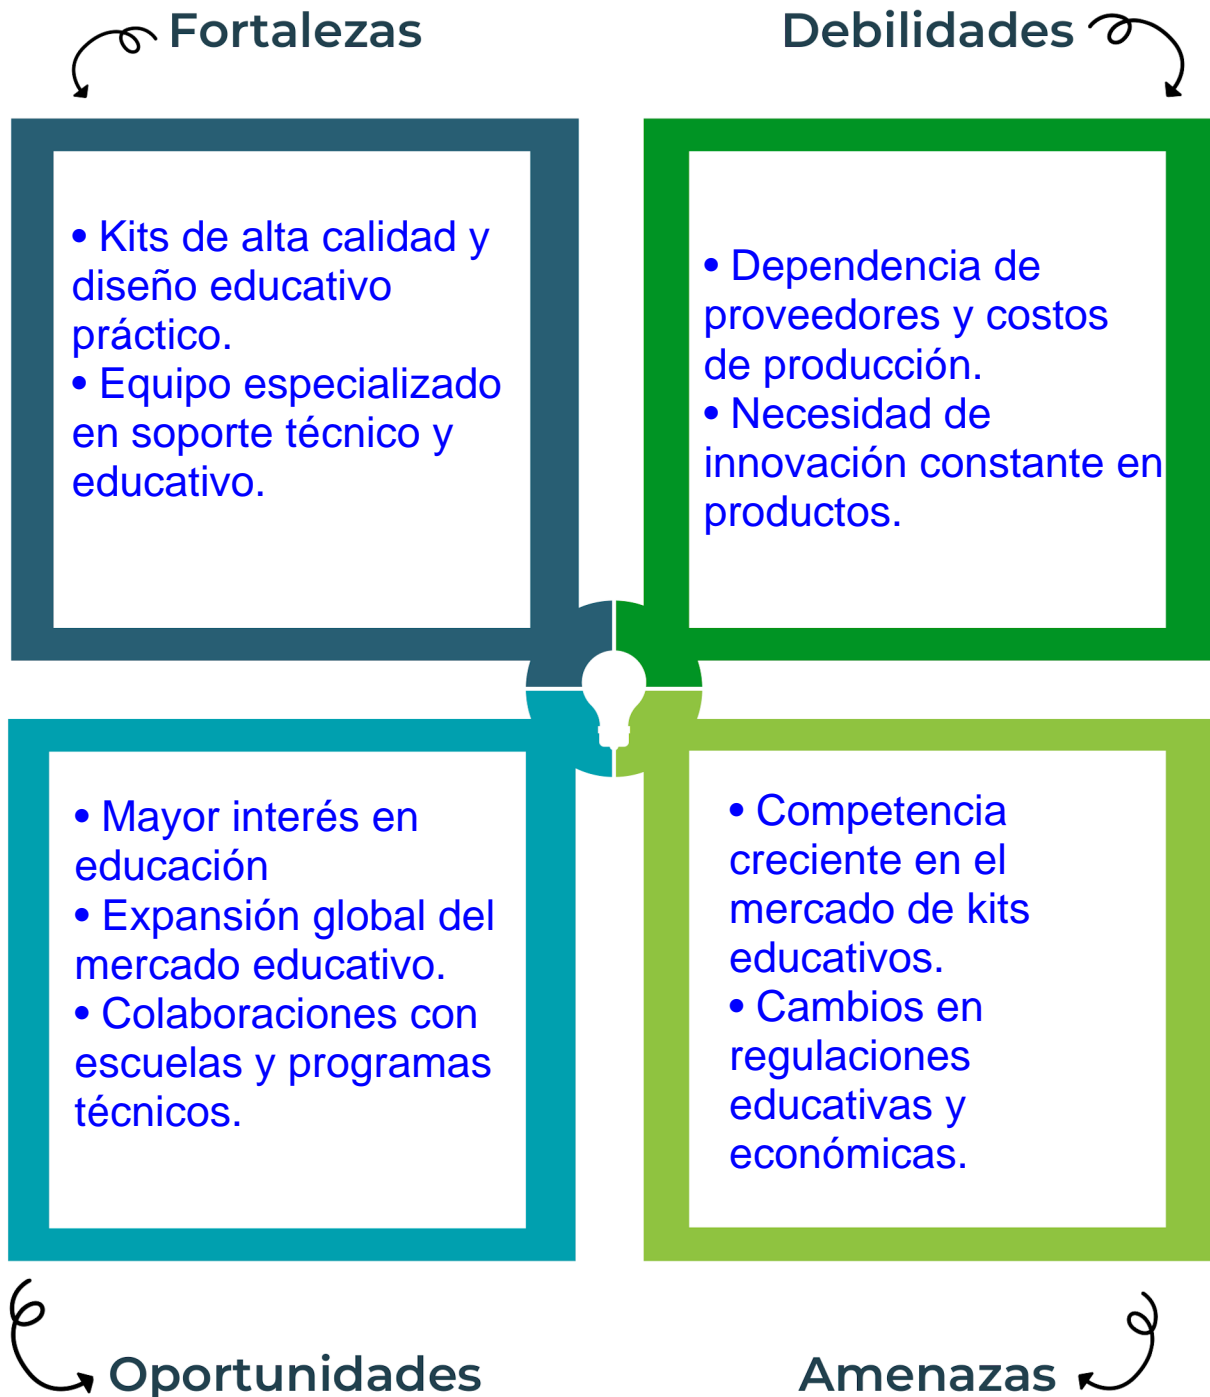 Fortalezas
• Kits de alta calidad y
diseño educativo
práctico.
• Equipo especializado
en soporte técnico y
educativo.
Debilidades
• Dependencia de
proveedores y costos
de producción.
• Necesidad de
innovación constante en
productos.
• Mayor interés en
educación
• Expansión global del
mercado educativo.
• Colaboraciones con
escuelas y programas
técnicos.
Oportunidades
• Competencia
creciente en el
mercado de kits
educativos.
• Cambios en
regulaciones
educativas y
económicas.
Amenazas